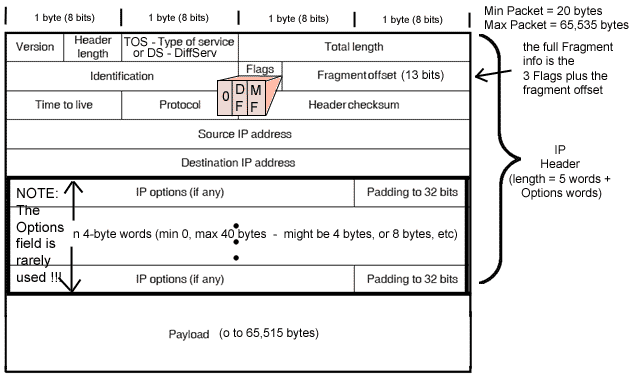 1 byte (8 bits) 1 byte (8 bits) 1 byte (8 bits) 1 byte (8 bits)
Min Packet = 20 bytes
Max Packet = 65,535 bytes
Version
Header
length
TOS - Type of service
or DS - DiffServ
Total length
the full Fragment
info is the
3 Flags plus the
fragment offset
Identification
Flags
Fragment offset (13 bits)
0
D
F
M
F
Time to live
Protocol
Header checksum
Source IP address
Destination IP address
IP
Header
(length = 5 words +
Options words)
NOTE:
The
Options
field is
rarely
used !!!
IP options (if any)
Padding to 32 bits
n 4-byte words (min 0, max 40 bytes - might be 4 bytes, or 8 bytes, etc)
IP options (if any)
Padding to 32 bits
Payload (o to 65,515 bytes)